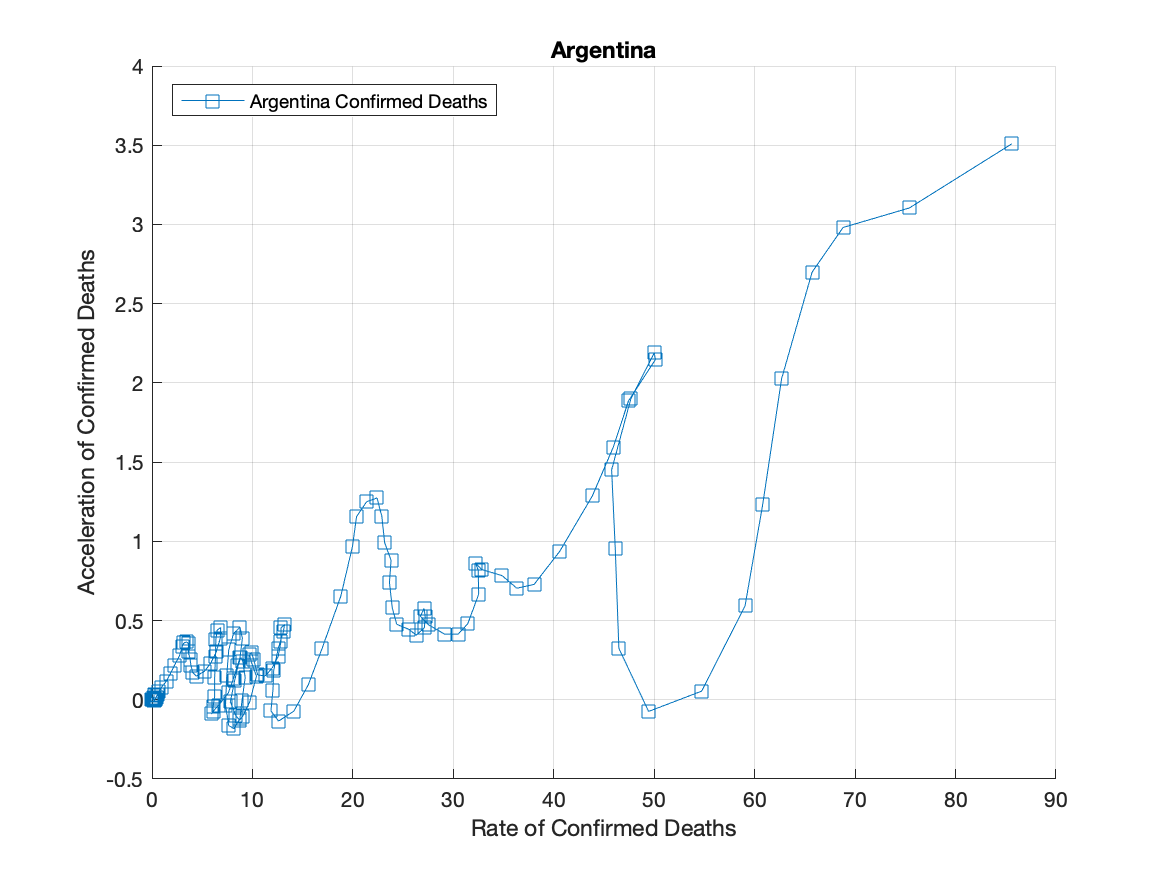 Argentina
Argentina Confirmed Deaths
4
3.5
3
2.5
2
1.5
1
0.5
0
-0.5
Acceleration of Confirmed Deaths
0 10 20 30 40 50 60 70 80 90
Rate of Confirmed Deaths